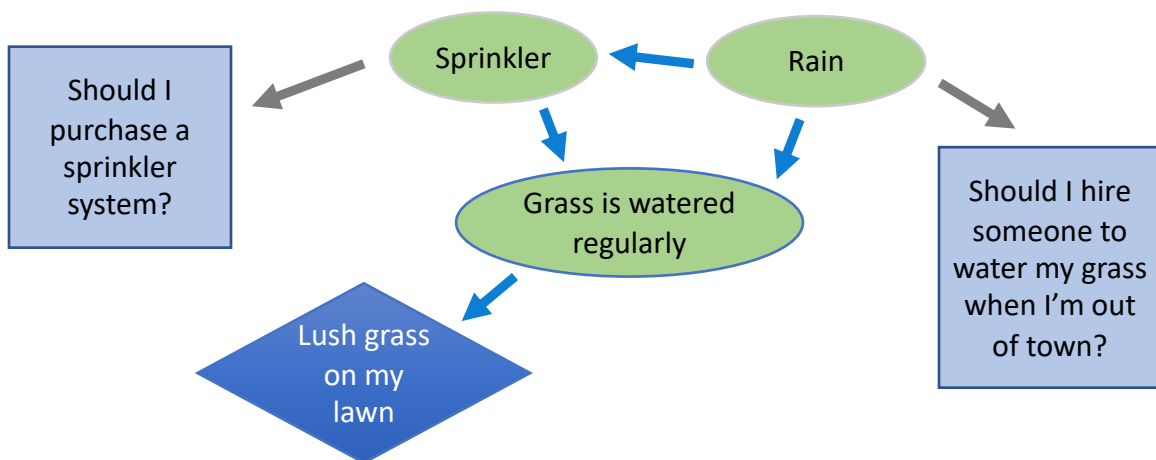 Should I
purchase a
sprinkler
system?
Sprinkler
Rain
Grass is watered
regularly
Should I hire
someone to
water my grass
when I’m out
of town?
Lush grass
on my
lawn